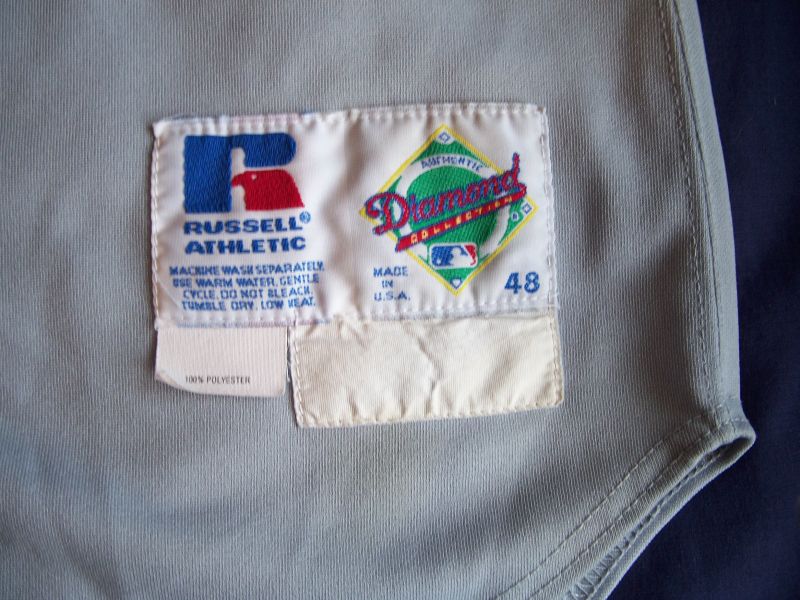 RUSSELL®
ATHLETIC
MACHINE WASH SEPARATELY.
USE WARM WATER, GENTLE
CYCLE. DO NOT BLEACH.
TUMBLE DRY. LOW HEAT.
AUTHENTIC
Diamond
COLLECTION
MADE
IN
U.S.A.
48
100% POLYESTER